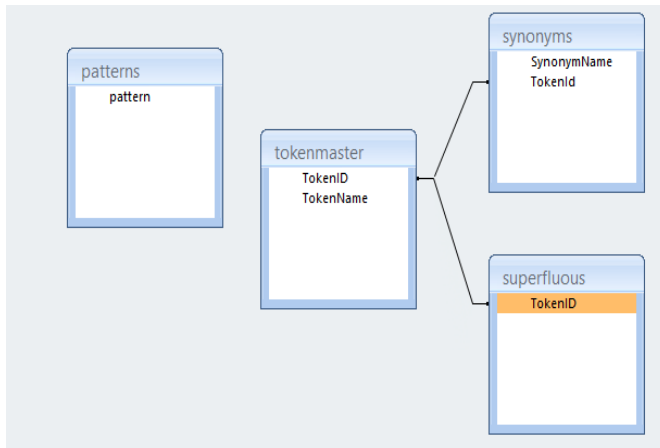 patterns
pattern
tokenmaster
TokenID
TokenName
synonyms
SynonymName
TokenId
superfluous
TokenID